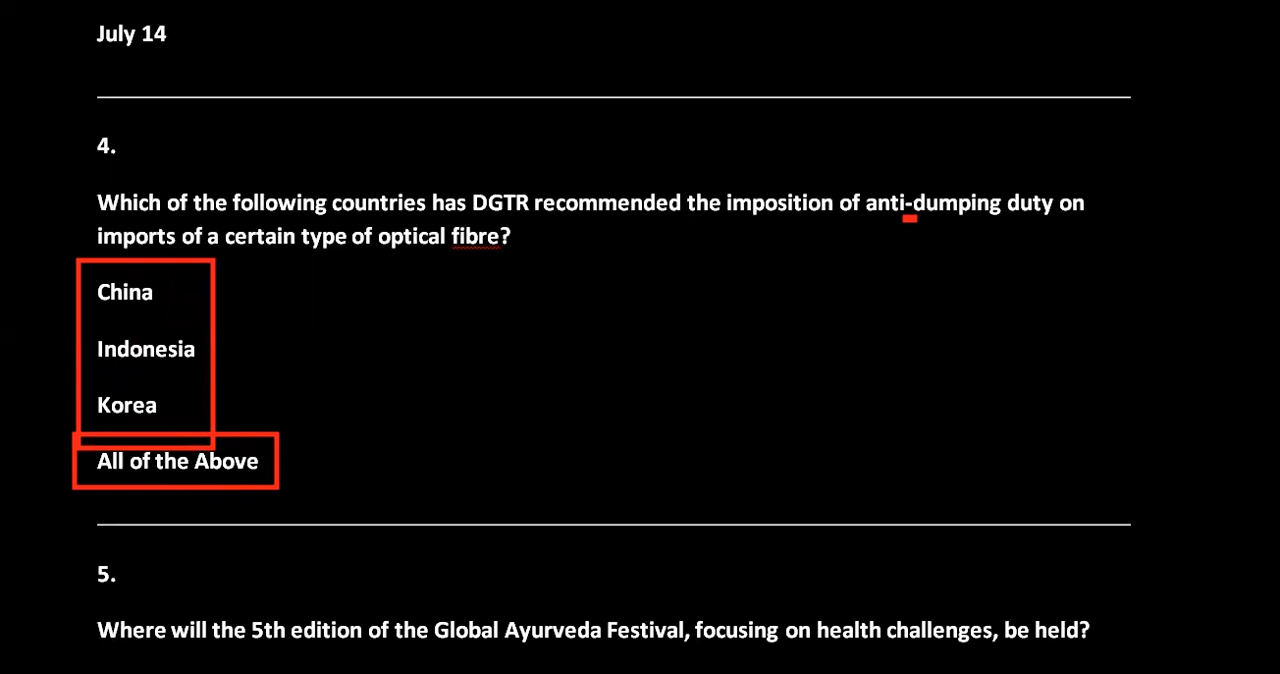 July 14
4.
Which of the following countries has DGTR recommended the imposition of anti-dumping duty on
imports of a certain type of optical fibre?
China
Indonesia
Korea
All of the Above
5.
Where will the 5th edition of the Global Ayurveda Festival, focusing on health challenges, be held?